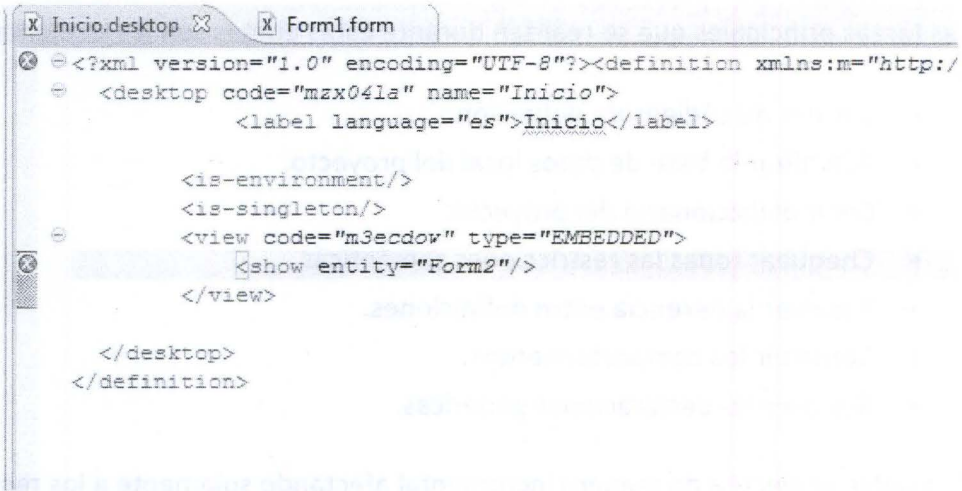 Inicio.desktop Form1.form
<?xml version="1.0" encoding="UTF-8"?><definition xmlns:m="http:/
<desktop code="mzx04la" name="Inicio">
<label language="es">Inicio</label>
<is-environment/>
<is-singleton/>
<view code="m3ecdow" type="EMBEDDED">
<show entity="Form2"/>
</view>
</desktop>
</definition>